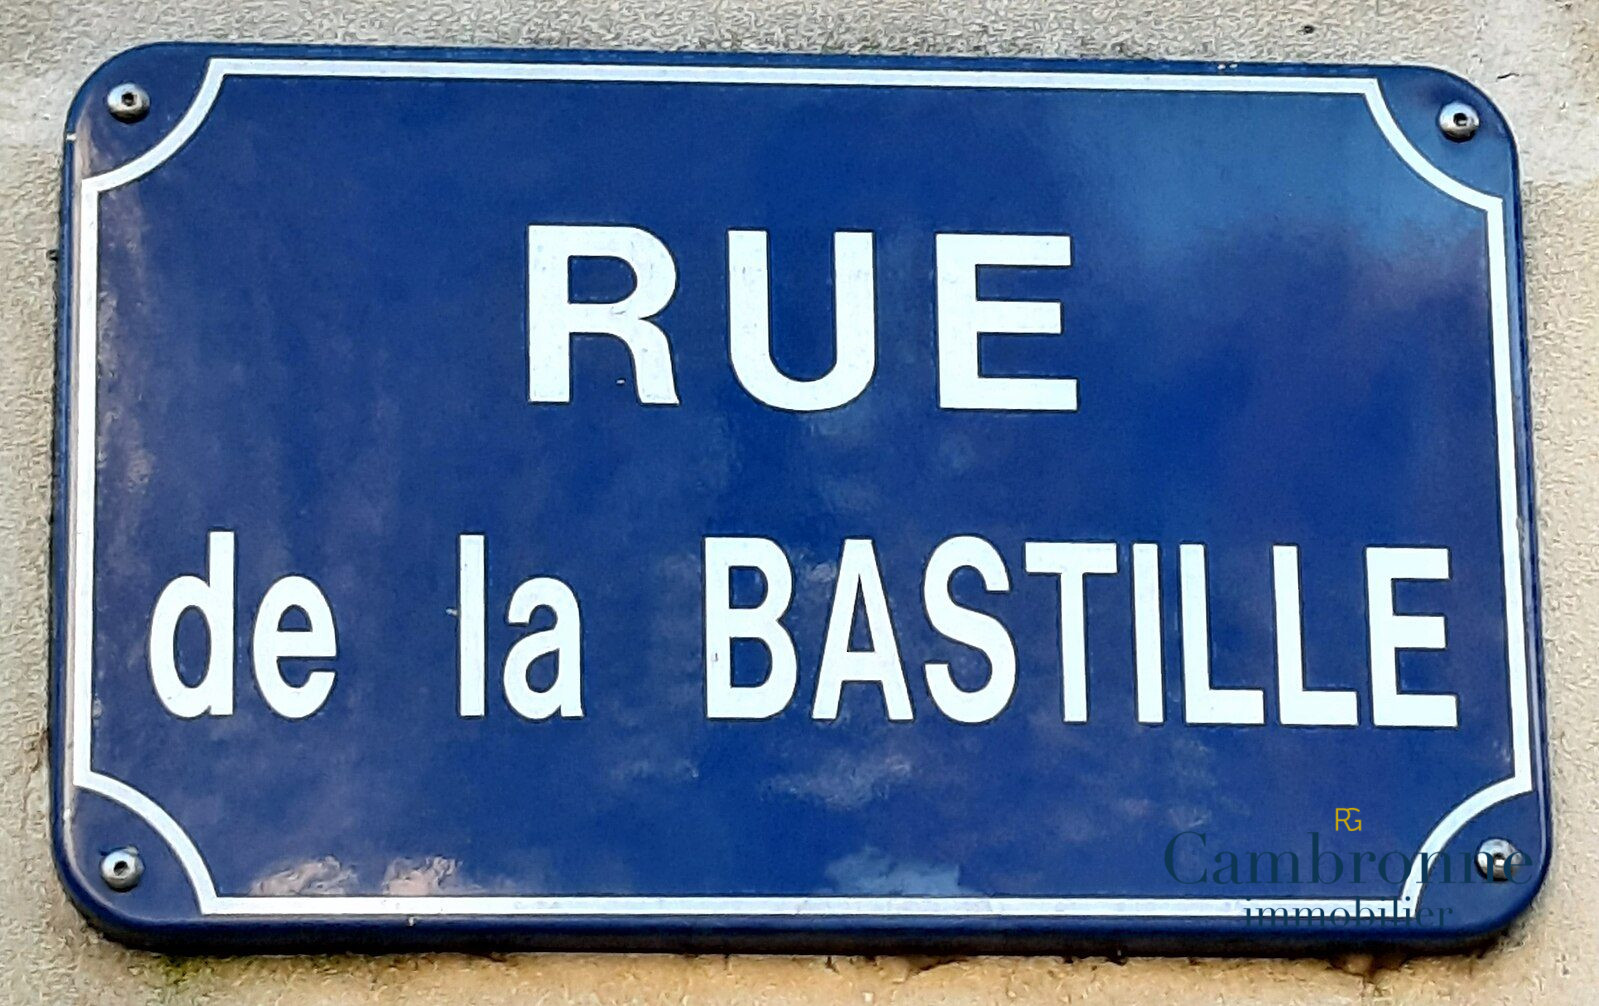 RUE
de la BASTILLE
RG
Cambronne
immobilier